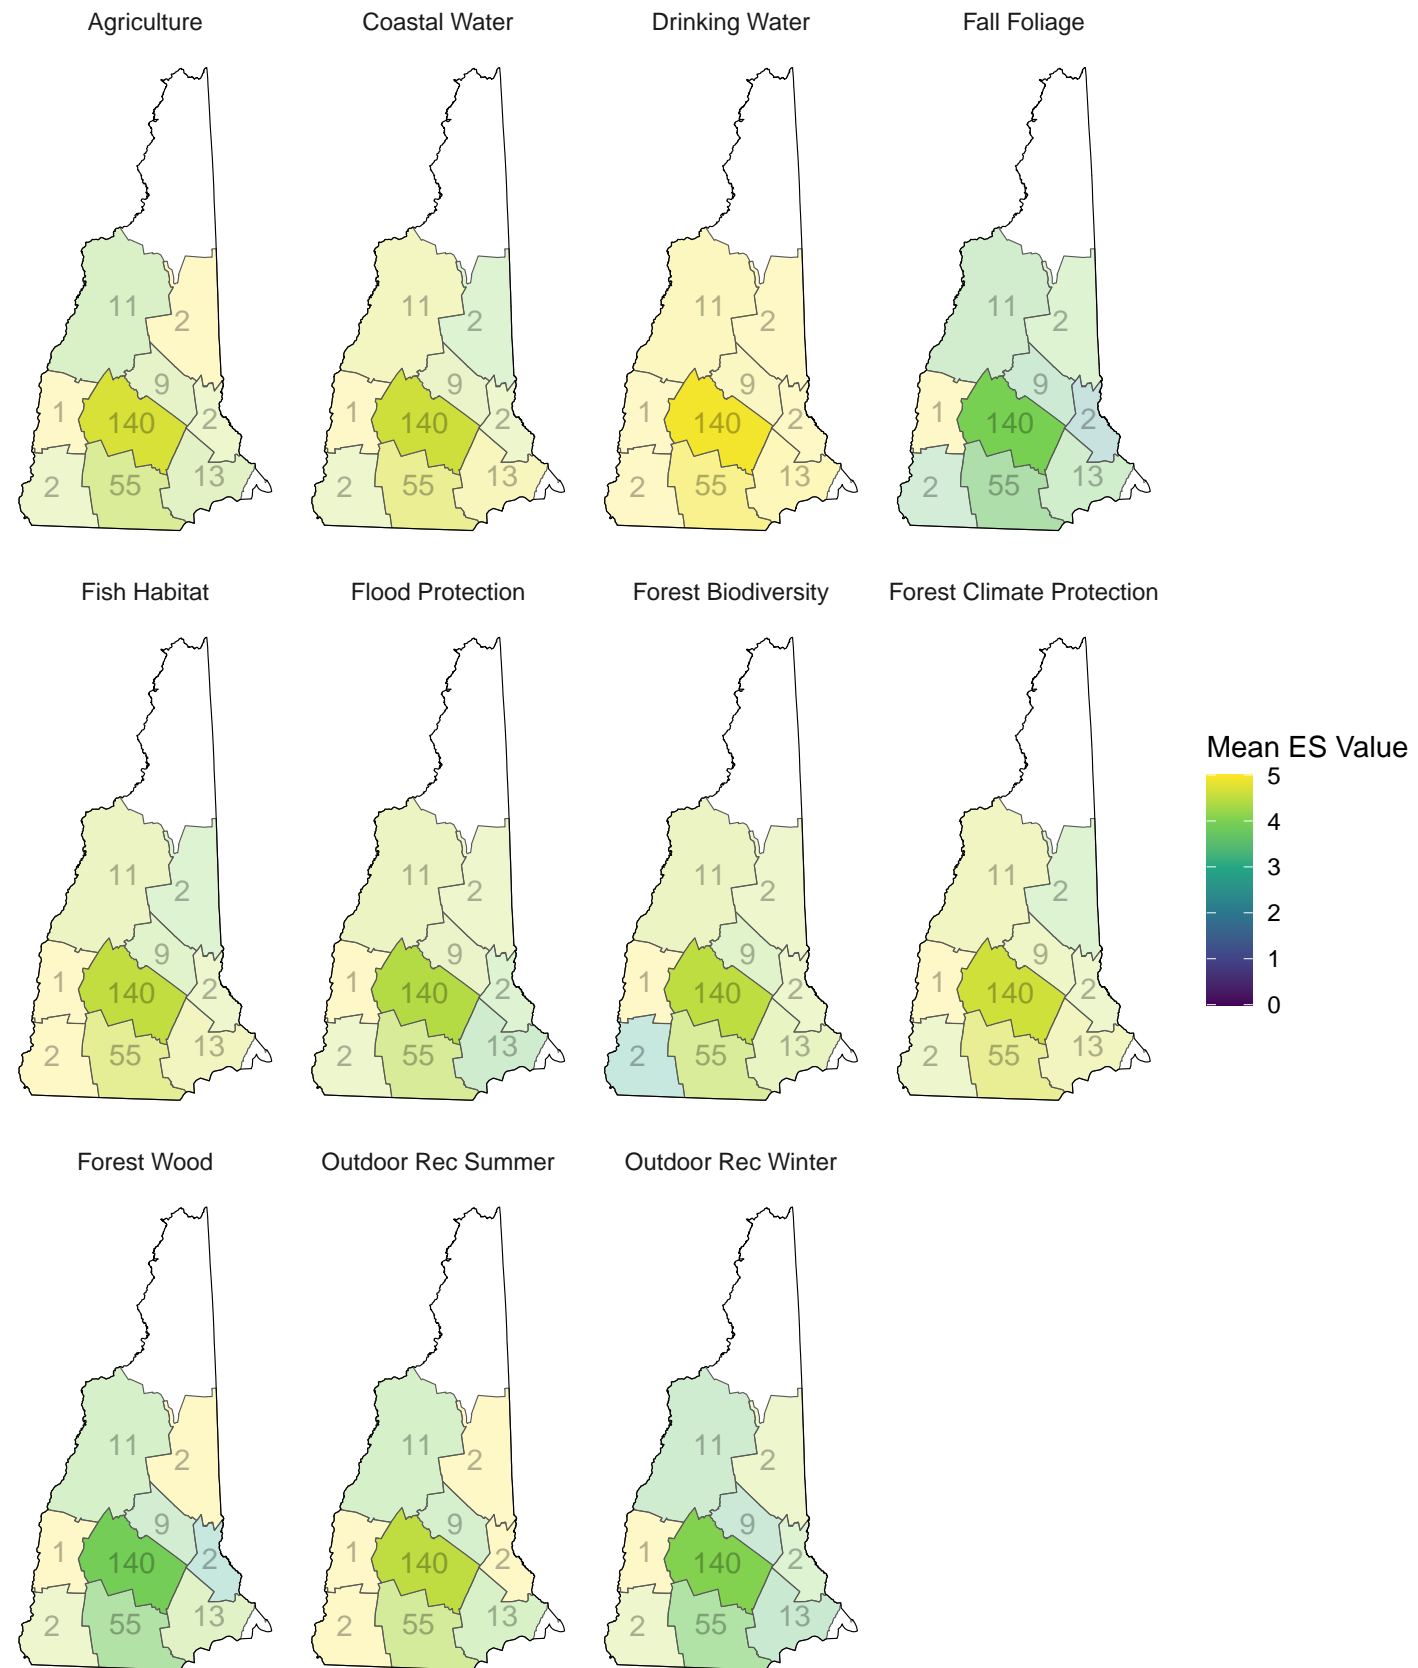 Agriculture Coastal Water Drinking Water Fall Foliage
11 2 9 1 140 2 2 55 13
11 2 9 1 140 2 2 55 13
11 2 9 1 140 2 2 55 13
11 2 9 1 140 2 2 55 13
Fish Habitat Flood Protection Forest Biodiversity Forest Climate Protection
11 2 9 1 140 2 2 55 13
11 2 9 1 140 2 2 55 13
11 2 9 1 140 2 2 55 13
11 2 9 1 140 2 2 55 13
Mean ES Value
5
4
3
2
1
0
Forest Wood Outdoor Rec Summer Outdoor Rec Winter
11 2 9 1 140 2 2 55 13
11 2 9 1 140 2 2 55 13
11 2 9 1 140 2 2 55 13